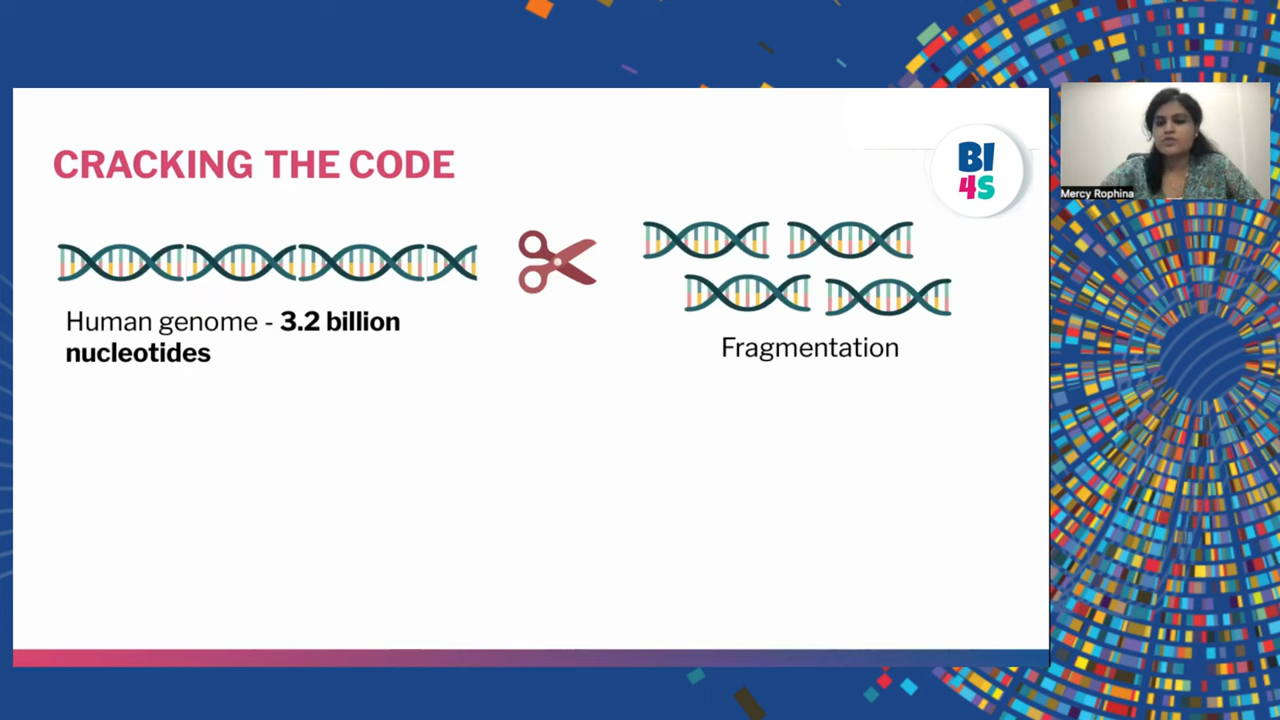 CRACKING THE CODE
BI
4S
Mercy Rophina
Human genome - 3.2 billion
nucleotides
Fragmentation